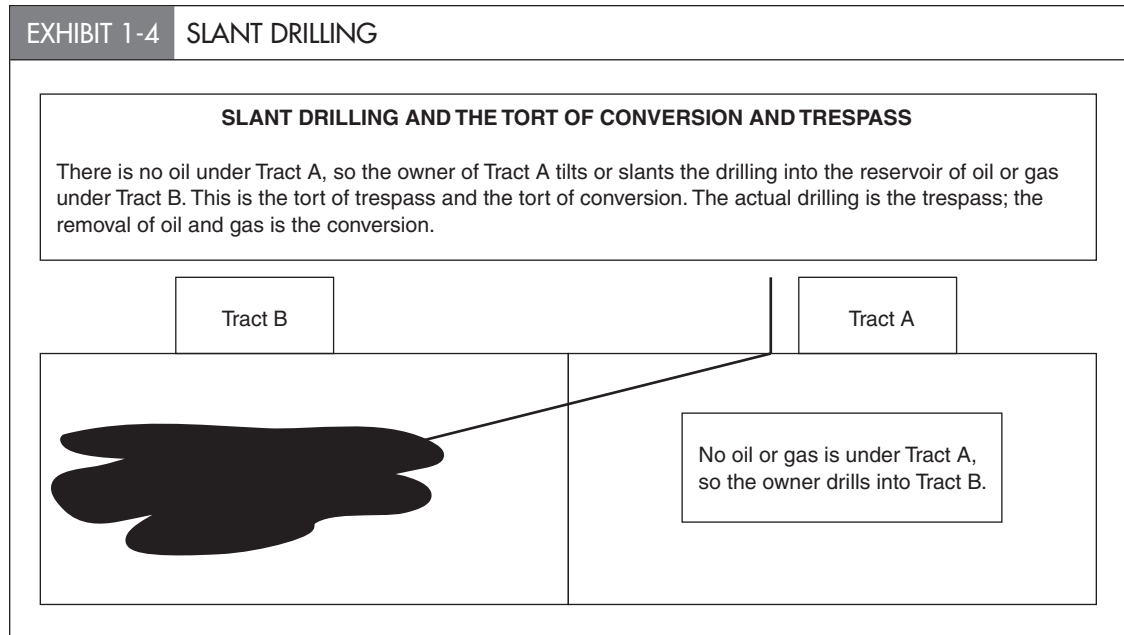 EXHIBIT 1-4 SLANT DRILLING
SLANT DRILLING AND THE TORT OF CONVERSION AND TRESPASS
There is no oil under Tract A, so the owner of Tract A tilts or slants the drilling into the reservoir of oil or gas
under Tract B. This is the tort of trespass and the tort of conversion. The actual drilling is the trespass; the
removal of oil and gas is the conversion.
Tract B
Tract A
No oil or gas is under Tract A,
so the owner drills into Tract B.